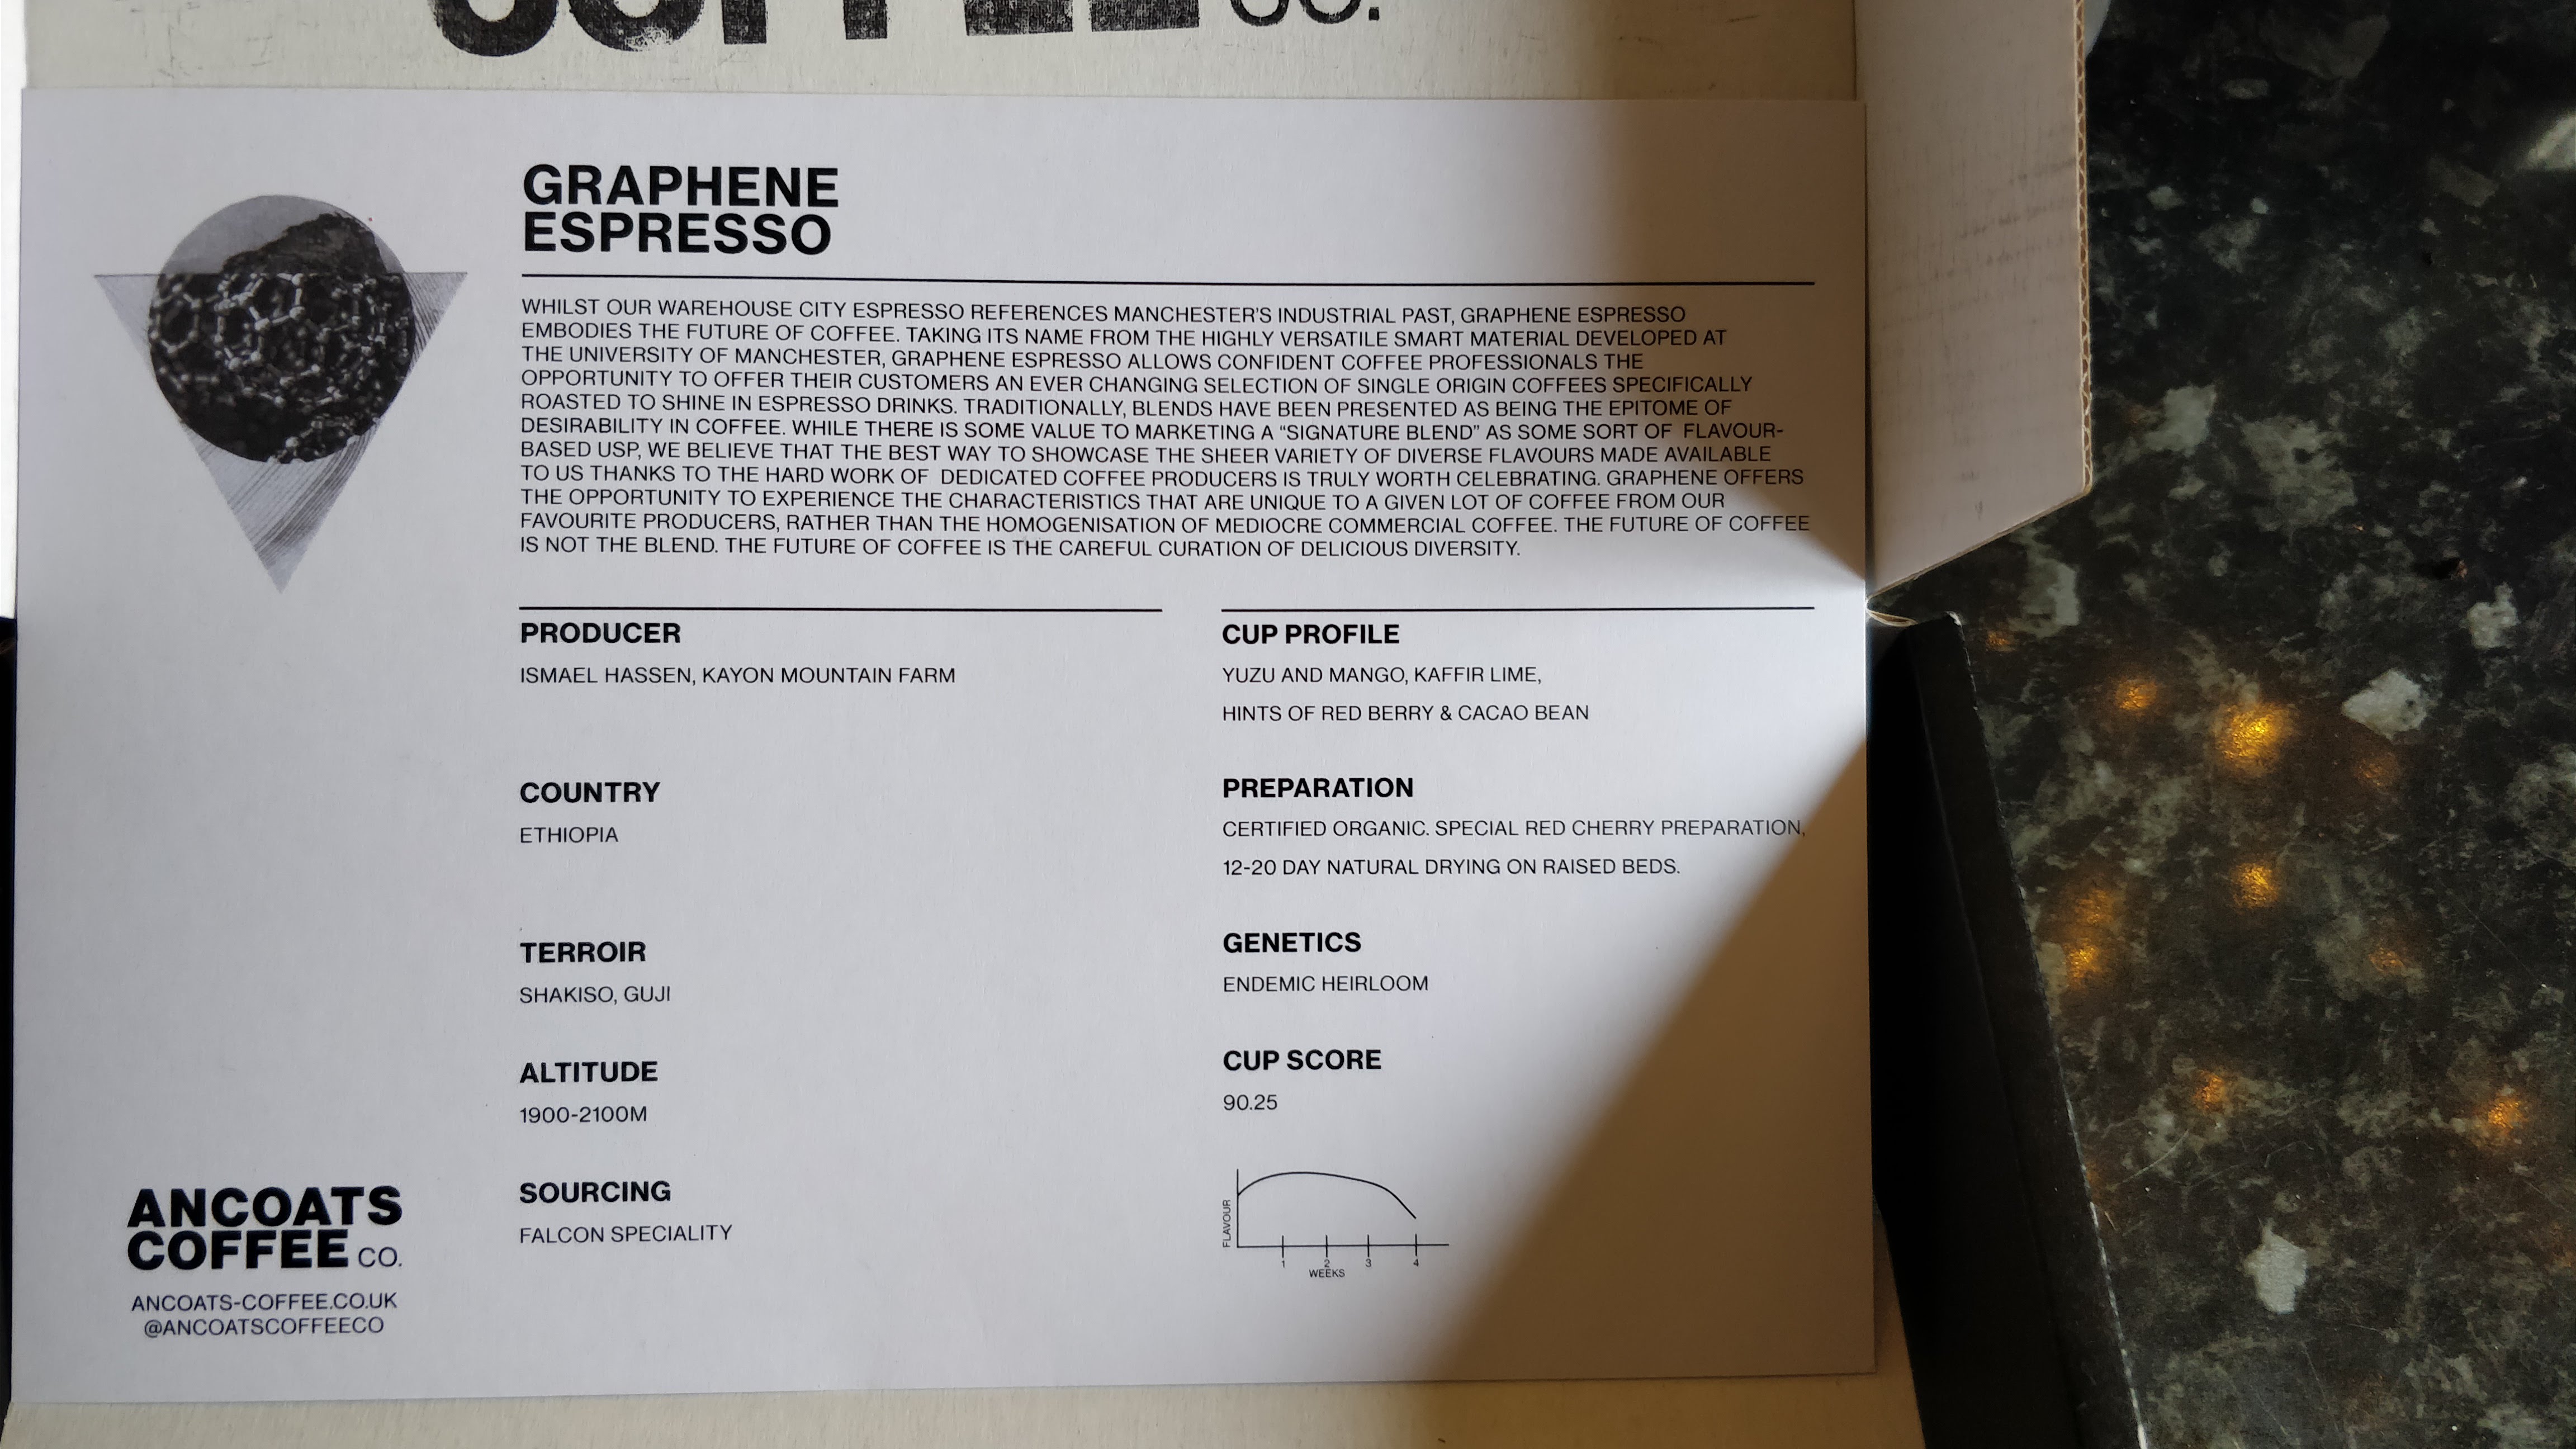 CO.
GRAPHENE
ESPRESSO
WHILST OUR WAREHOUSE CITY ESPRESSO REFERENCES MANCHESTER'S INDUSTRIAL PAST, GRAPHENE ESPRESSO
EMBODIES THE FUTURE OF COFFEE. TAKING ITS NAME FROM THE HIGHLY VERSATILE SMART MATERIAL DEVELOPED AT
THE UNIVERSITY OF MANCHESTER, GRAPHENE ESPRESSO ALLOWS CONFIDENT COFFEE PROFESSIONALS THE
OPPORTUNITY TO OFFER THEIR CUSTOMERS AN EVER CHANGING SELECTION OF SINGLE ORIGIN COFFEES SPECIFICALLY
ROASTED TO SHINE IN ESPRESSO DRINKS. TRADITIONALLY, BLENDS HAVE BEEN PRESENTED AS BEING THE EPITOME OF
DESIRABILITY IN COFFEE. WHILE THERE IS SOME VALUE TO MARKETING A “SIGNATURE BLEND” AS SOME SORT OF FLAVOUR-
BASED USP, WE BELIEVE THAT THE BEST WAY TO SHOWCASE THE SHEER VARIETY OF DIVERSE FLAVOURS MADE AVAILABLE
TO US THANKS TO THE HARD WORK OF DEDICATED COFFEE PRODUCERS IS TRULY WORTH CELEBRATING. GRAPHENE OFFERS
THE OPPORTUNITY TO EXPERIENCE THE CHARACTERISTICS THAT ARE UNIQUE TO A GIVEN LOT OF COFFEE FROM OUR
FAVOURITE PRODUCERS, RATHER THAN THE HOMOGENISATION OF MEDIOCRE COMMERCIAL COFFEE. THE FUTURE OF COFFEE
IS NOT THE BLEND. THE FUTURE OF COFFEE IS THE CAREFUL CURATION OF DELICIOUS DIVERSITY.
PRODUCER
ISMAEL HASSEN, KAYON MOUNTAIN FARM
COUNTRY
ETHIOPIA
TERROIR
SHAKISO, GUJI
ALTITUDE
1900-2100M
SOURCING
FALCON SPECIALITY
CUP PROFILE
YUZU AND MANGO, KAFFIR LIME,
HINTS OF RED BERRY & CACAO BEAN
PREPARATION
CERTIFIED ORGANIC. SPECIAL RED CHERRY PREPARATION,
12-20 DAY NATURAL DRYING ON RAISED BEDS.
GENETICS
ENDEMIC HEIRLOOM
CUP SCORE
90.25
FLAVOUR
1 2 3 4
WEEKS
ANCOATS
COFFEE CO.
ANCOATS-COFFEE.CO.UK
@ANCOATSCOFFEECO